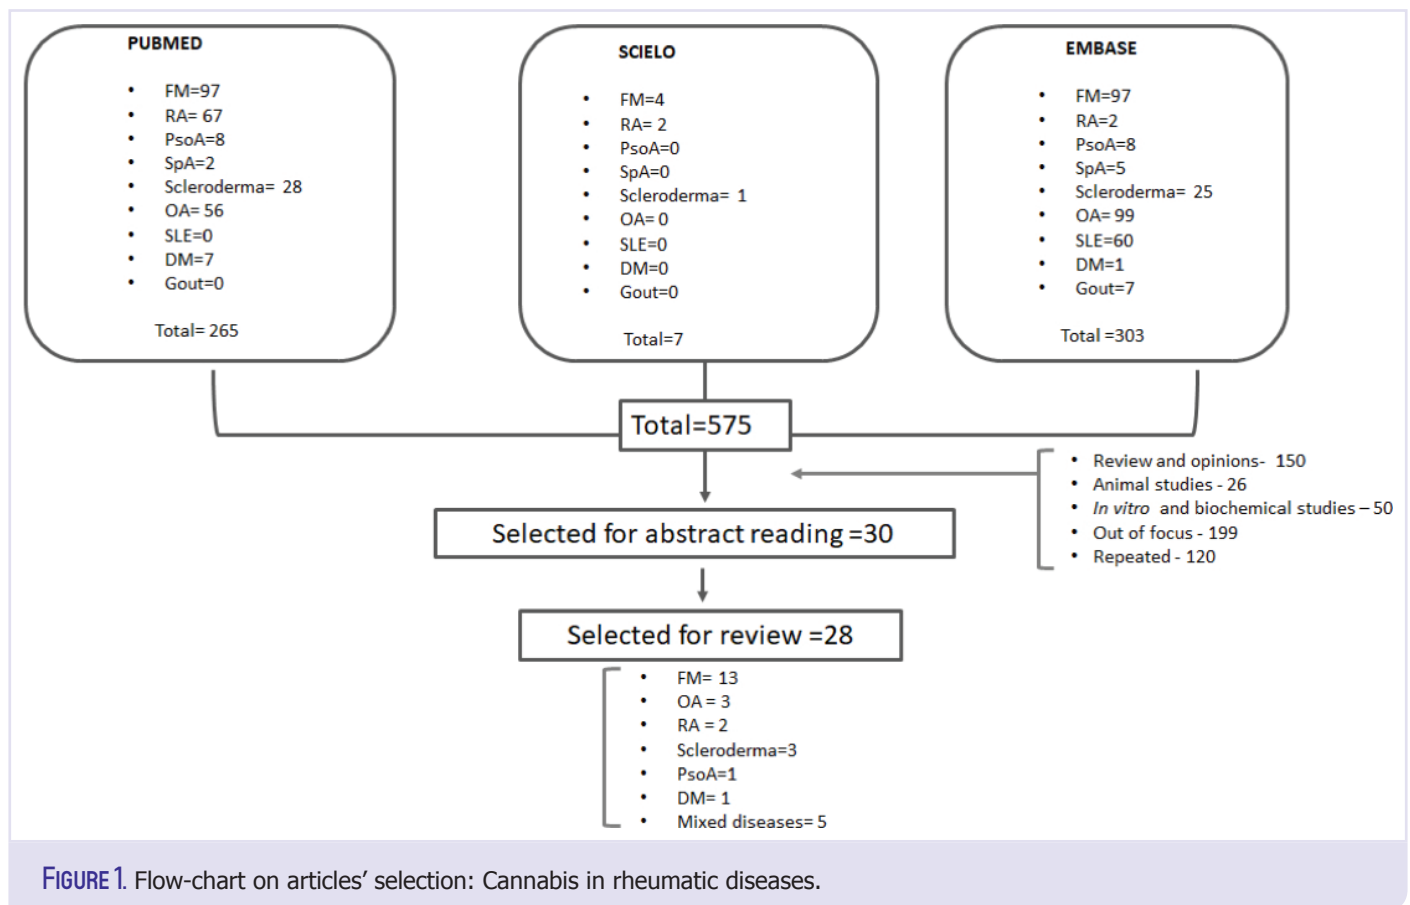 PUBMED
• FM=97
• RA= 67
• PsoA=8
• SpA=2
• Scleroderma= 28
• OA= 56
• SLE=0
• DM=7
• Gout=0
Total= 265
SCIELO
• FM=4
• RA= 2
• PsoA=0
• SpA=0
• Scleroderma= 1
• OA= 0
• SLE=0
• DM=0
• Gout=0
Total=7
EMBASE
• FM=97
• RA=2
• PsoA=8
• SpA=5
• Scleroderma= 25
• OA= 99
• SLE=60
• DM=1
• Gout=7
Total =303
Total=575
• Review and opinions- 150
• Animal studies - 26
• In vitro and biochemical studies – 50
• Out of focus - 199
• Repeated - 120
Selected for abstract reading =30
Selected for review =28
• FM= 13
• OA = 3
• RA = 2
• Scleroderma=3
• PsoA=1
• DM= 1
• Mixed diseases= 5
FIGURE 1. Flow-chart on articles’ selection: Cannabis in rheumatic diseases.